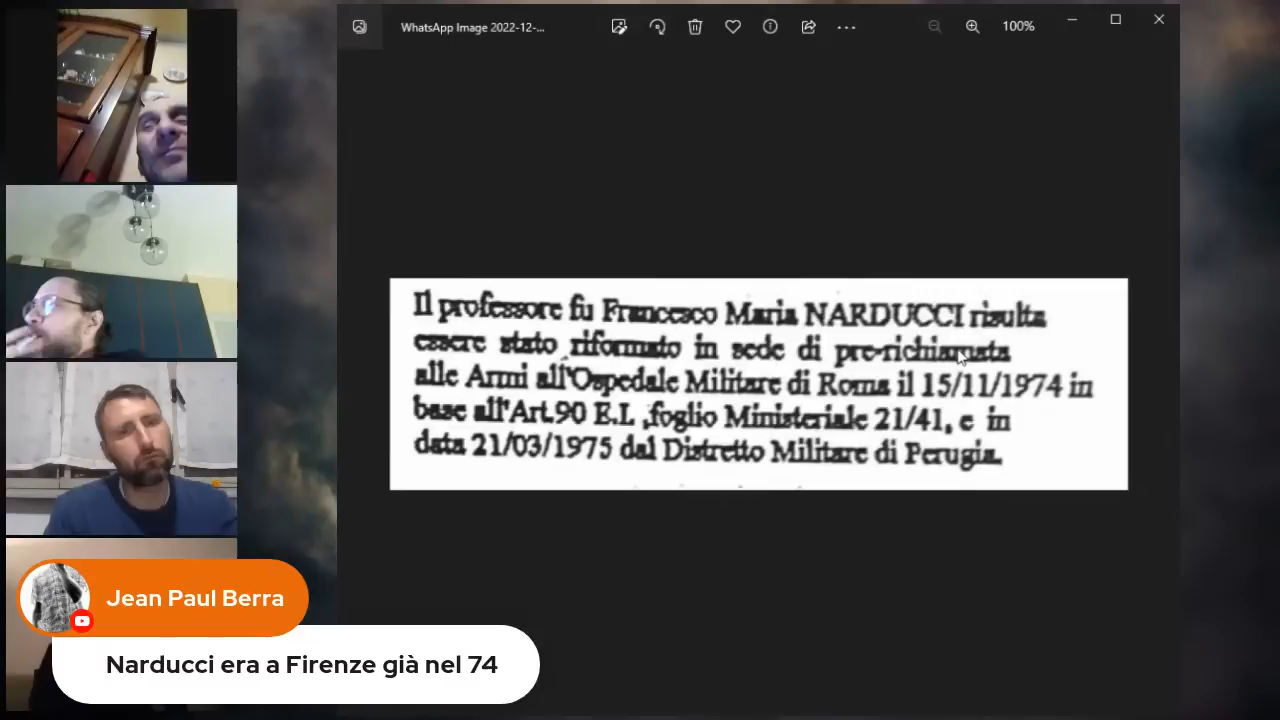 WhatsApp Image 2022-12-...
100%
Il professore fu Francesco Maria NARDUCCI risulta
essere stato riformato in sede di pre-richiamata
alle Armi all'Ospedale Militare di Roma il 15/11/1974 in
base all'Art.90 E.I. ,foglio Ministeriale 21/41, e in
data 21/03/1975 dal Distretto Militare di Perugia.
Jean Paul Berra
Narducci era a Firenze già nel 74